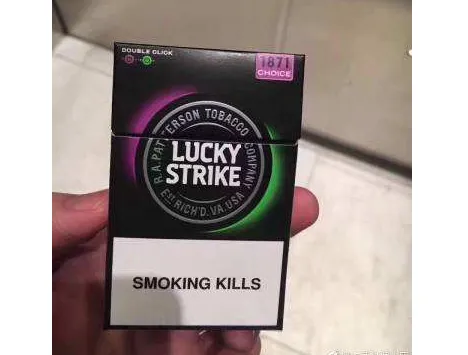 DOUBLE CLICK
1871
CHOICE
R.A. PATTERSON TOBACCO COMPANY
LUCKY
STRIKE
EST RICH'D. VA. USA
SMOKING KILLS